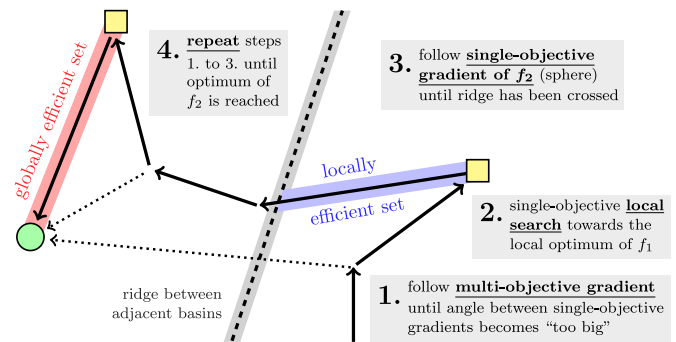 4. repeat steps
1. to 3. until
optimum of
f₂ is reached
3. follow single-objective
gradient of f₂ (sphere)
until ridge has been crossed
globally efficient set
locally
efficient set
2. single-objective local
search towards the
local optimum of f₁
ridge between
adjacent basins
1. follow multi-objective gradient
until angle between single-objective
gradients becomes “too big”